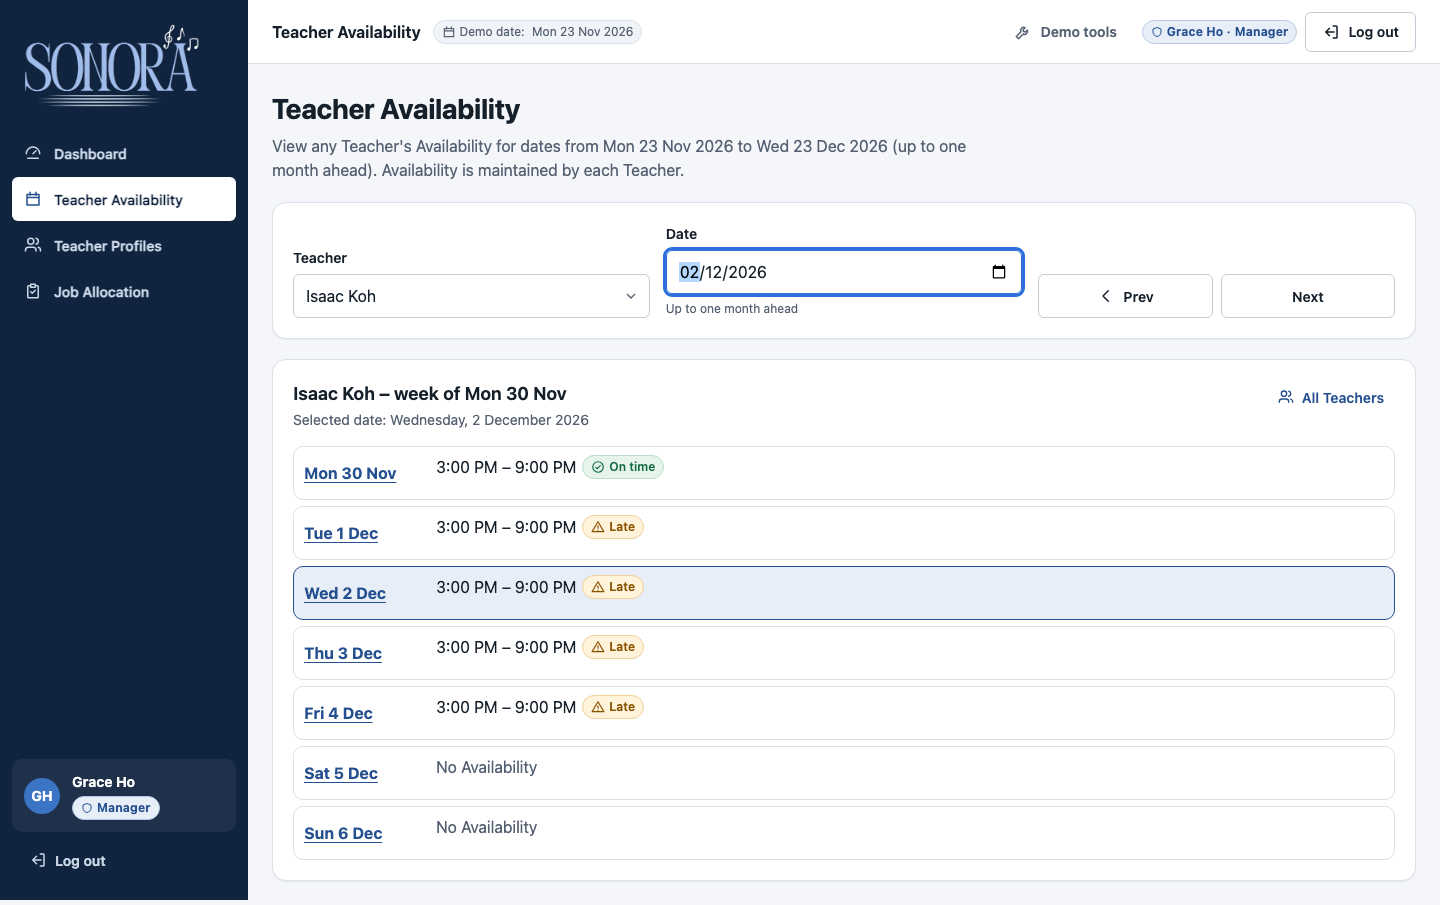 SONORA
Dashboard
Teacher Availability
Teacher Profiles
Job Allocation
GH
Grace Ho
Manager
Log out
Teacher Availability
Demo date: Mon 23 Nov 2026
Demo tools
Grace Ho · Manager
Log out
Teacher Availability
View any Teacher's Availability for dates from Mon 23 Nov 2026 to Wed 23 Dec 2026 (up to one
month ahead). Availability is maintained by each Teacher.
Teacher
Isaac Koh
Date
02/12/2026
Up to one month ahead
Prev
Next
Isaac Koh – week of Mon 30 Nov
Selected date: Wednesday, 2 December 2026
All Teachers
Mon 30 Nov 3:00 PM – 9:00 PM On time
Tue 1 Dec 3:00 PM – 9:00 PM Late
Wed 2 Dec 3:00 PM – 9:00 PM Late
Thu 3 Dec 3:00 PM – 9:00 PM Late
Fri 4 Dec 3:00 PM – 9:00 PM Late
Sat 5 Dec No Availability
Sun 6 Dec No Availability